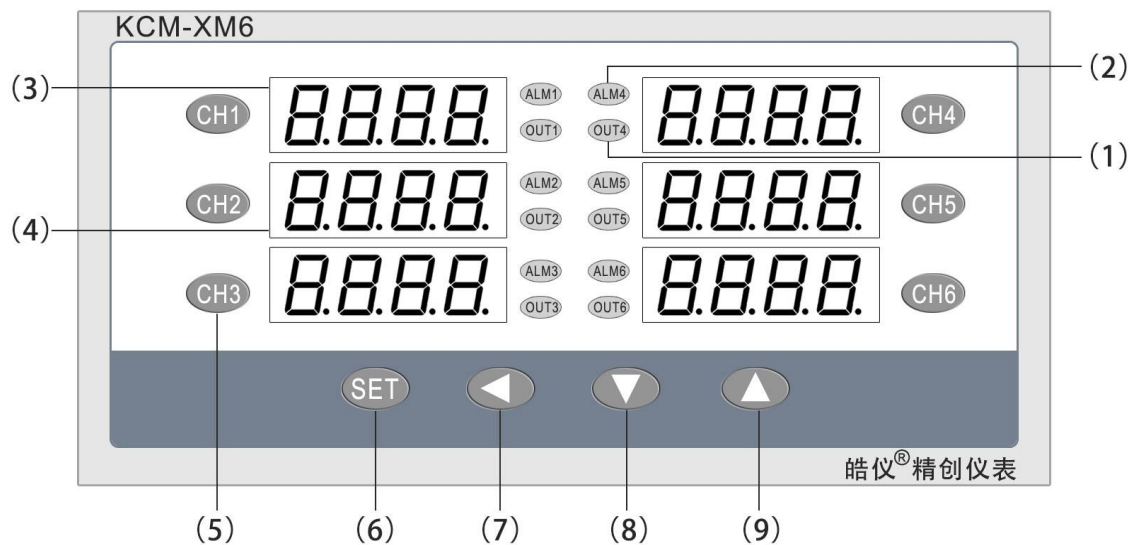 KCM-XM6
(3) CH1 8.8.8.8. ALM1 ALM4 8.8.8.8. CH4 (2)
OUT1 OUT4 (1)
CH2 8.8.8.8. ALM2 ALM5 8.8.8.8. CH5
(4) OUT2 OUT5
CH3 8.8.8.8. ALM3 ALM6 8.8.8.8. CH6
OUT3 OUT6
SET
皓仪®精创仪表
(5) (6) (7) (8) (9)